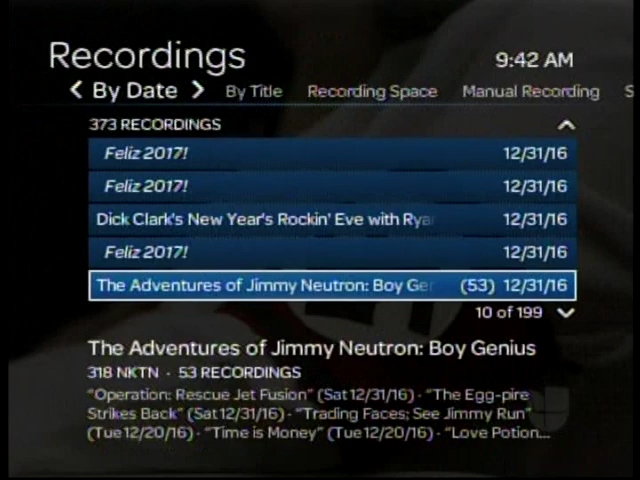 Recordings
9:42 AM
By Date By Title Recording Space Manual Recording S
373 RECORDINGS
Feliz 2017! 12/31/16
Feliz 2017! 12/31/16
Dick Clark's New Year's Rockin' Eve with Rya 12/31/16
Feliz 2017! 12/31/16
The Adventures of Jimmy Neutron: Boy Ger (53) 12/31/16
10 of 199
The Adventures of Jimmy Neutron: Boy Genius
318 NKTN · 53 RECORDINGS
"Operation: Rescue Jet Fusion" (Sat 12/31/16) · "The Egg-pire
Strikes Back" (Sat 12/31/16) · "Trading Faces; See Jimmy Run"
(Tue 12/20/16) · "Time is Money" (Tue 12/20/16) · "Love Potion...